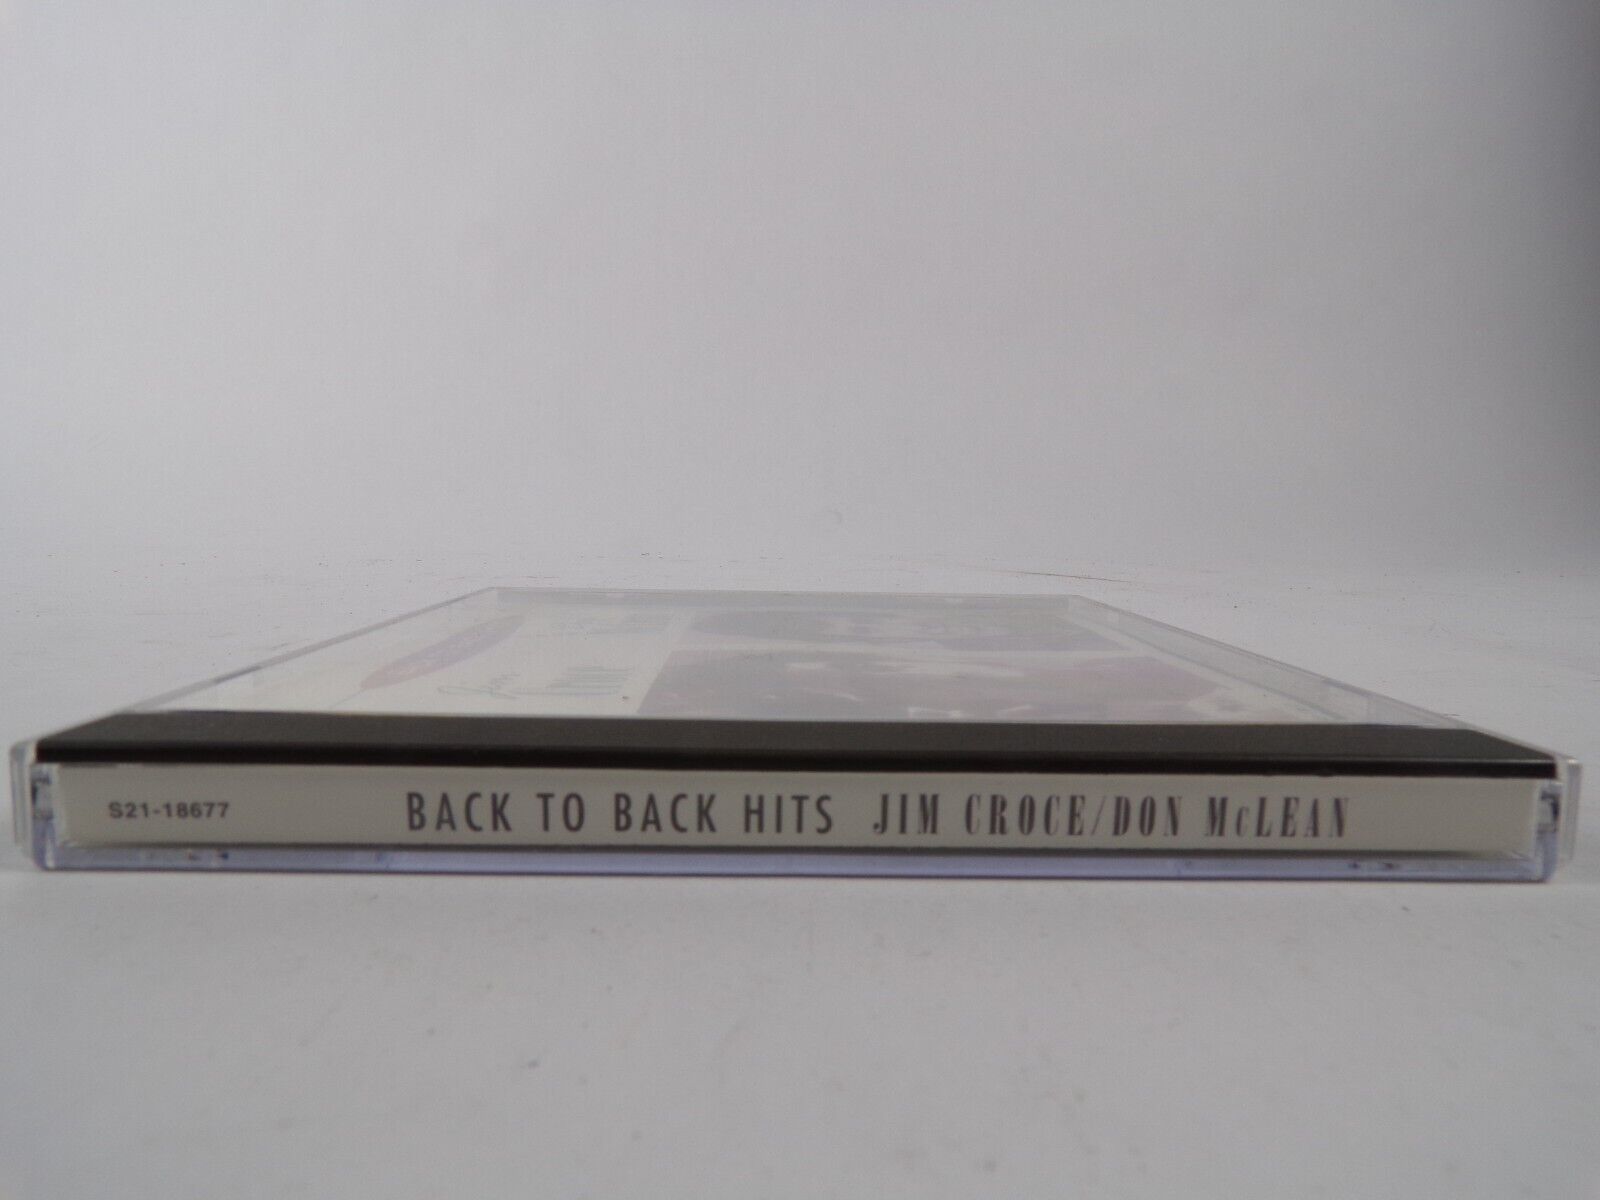 S21-18677 BACK TO BACK HITS JIM CROCE/DON McLEAN